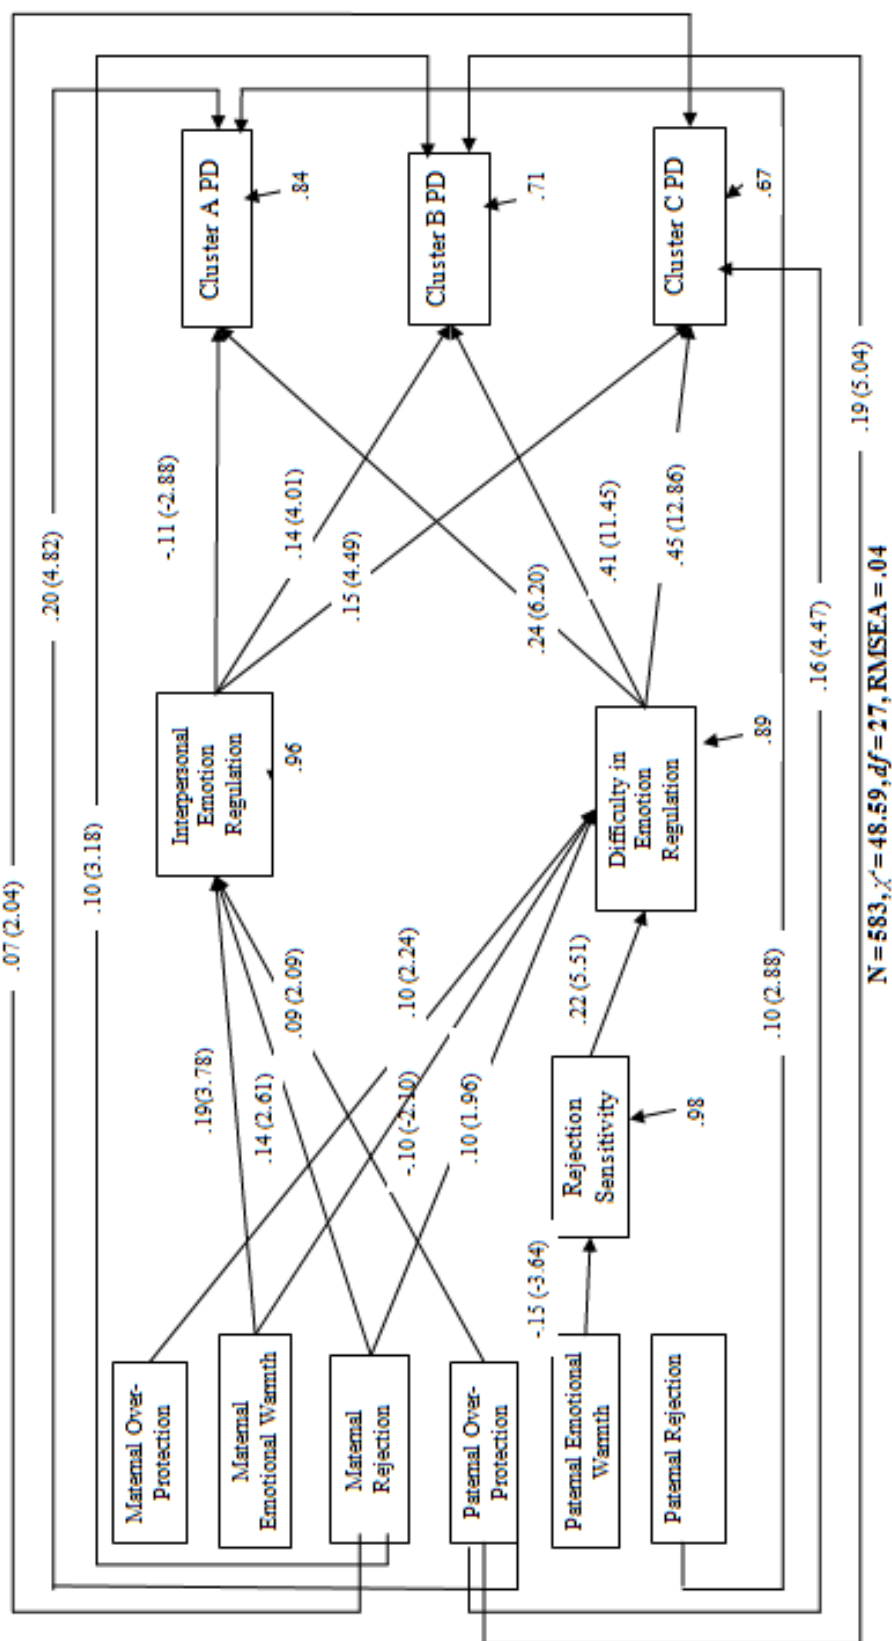 .07 (2.04)
.20 (4.82)
.10 (3.18)
Maternal Over-
Protection
-.11 (-2.88)
Interpersonal
Emotion
Regulation
.19(3.78)
Cluster A PD
Maternal
Emotional Warmth
.14 (2.61)
.09 (2.09)
.14 (4.01)
.96
.84
.15 (4.49)
Maternal
Rejection
-.10 (-2.10)
.10 (2.24)
Cluster B PD
.10 (1.96)
Paternal Over-
Protection
-.15 (-3.64)
.24 (6.20)
.71
Paternal Emotional
Warmth
Rejection
Sensitivity
.22 (5.51)
.41 (11.45)
Difficulty in
Emotion
Regulation
.45 (12.86)
Cluster C PD
Paternal Rejection
.98
.89
.67
.10 (2.88)
.16 (4.47)
.19 (5.04)
N = 583, χ² = 48.59, df = 27, RMSEA = .04